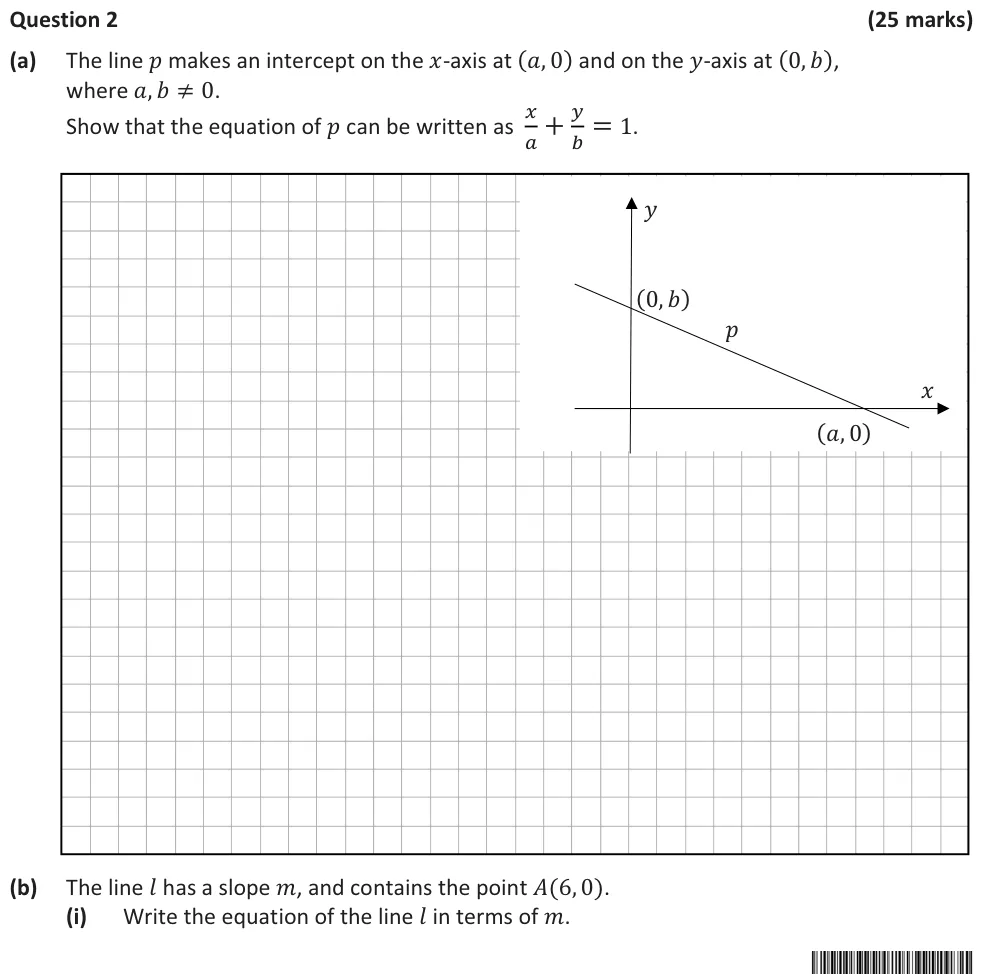 Question 2 (25 marks)
(a) The line p makes an intercept on the x-axis at (a, 0) and on the y-axis at (0, b),
where a, b ≠ 0.
Show that the equation of p can be written as x/a + y/b = 1.
y
(0, b)
p
x
(a, 0)
(b) The line l has a slope m, and contains the point A(6, 0).
(i) Write the equation of the line l in terms of m.